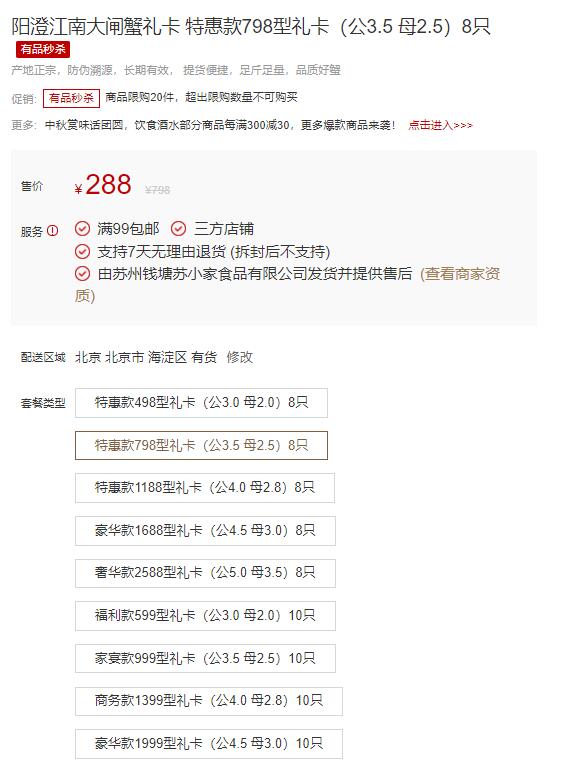 阳澄江南大闸蟹礼卡 特惠款798型礼卡（公3.5 母2.5）8只
有品秒杀
产地正宗，防伪溯源，长期有效， 提货便捷，足斤足量，品质好蟹
促销: 有品秒杀 商品限购20件，超出限购数量不可购买
更多: 中秋赏味话团圆，饮食酒水部分商品每满300减30，更多爆款商品来袭！ 点击进入>>>
售价 ¥288 ¥798
服务 满99包邮 三方店铺
支持7天无理由退货 (拆封后不支持)
由苏州钱塘苏小家食品有限公司发货并提供售后 (查看商家资
质)
配送区域 北京 北京市 海淀区 有货 修改
套餐类型 特惠款498型礼卡（公3.0 母2.0）8只
特惠款798型礼卡（公3.5 母2.5）8只
特惠款1188型礼卡（公4.0 母2.8）8只
豪华款1688型礼卡（公4.5 母3.0）8只
奢华款2588型礼卡（公5.0 母3.5）8只
福利款599型礼卡（公3.0 母2.0）10只
家宴款999型礼卡（公3.5 母2.5）10只
商务款1399型礼卡（公4.0 母2.8）10只
豪华款1999型礼卡（公4.5 母3.0）10只